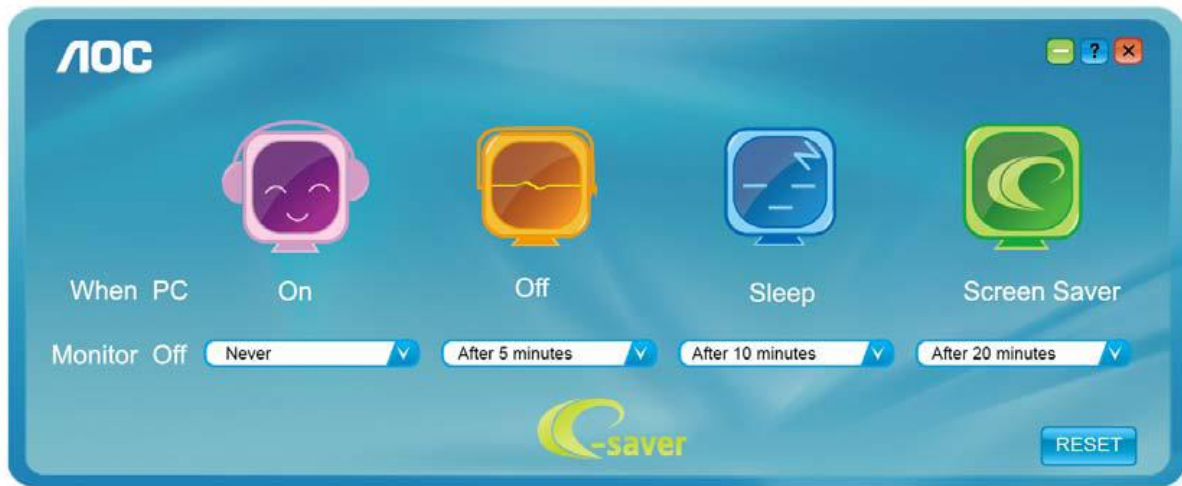 AOC
?
When PC On Off Sleep Screen Saver
Monitor Off Never After 5 minutes After 10 minutes After 20 minutes
e-saver
RESET